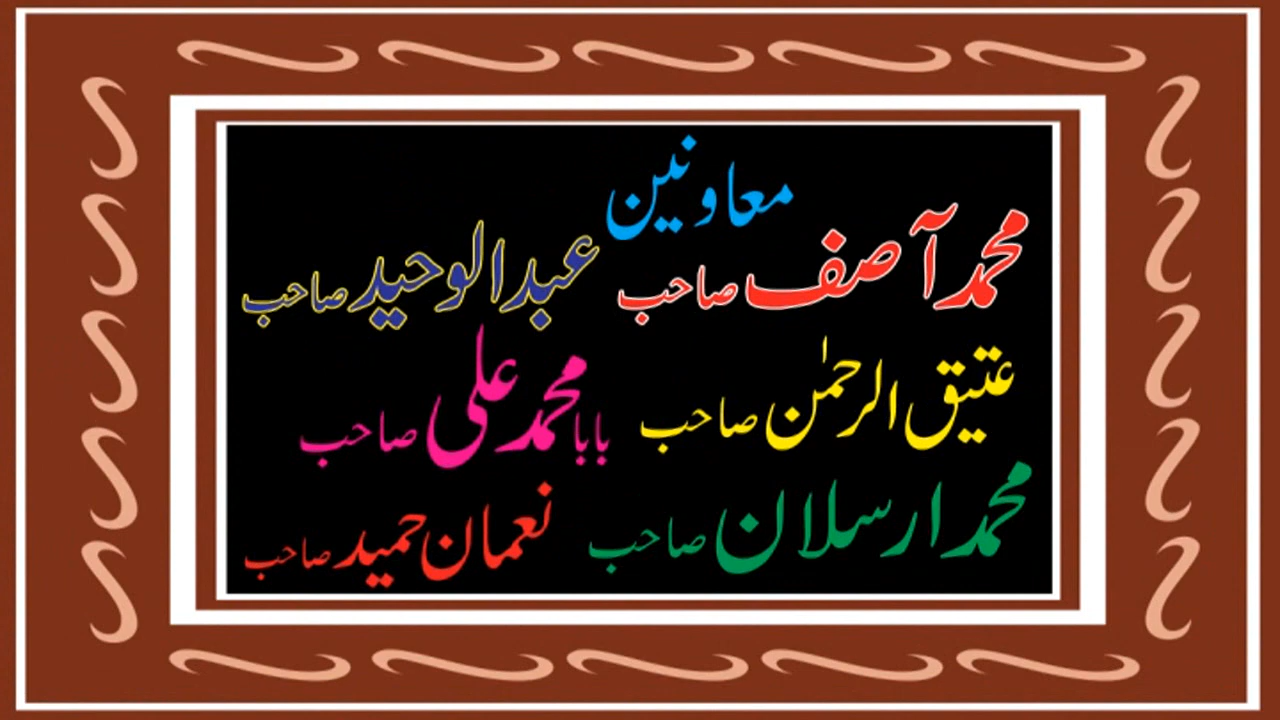 معاونین
محمد آصف صاحب عبدالوحید صاحب
عتیق الرحمٰن صاحب بابا محمد علی صاحب
محمد ارسلان صاحب نعمان حمید صاحب